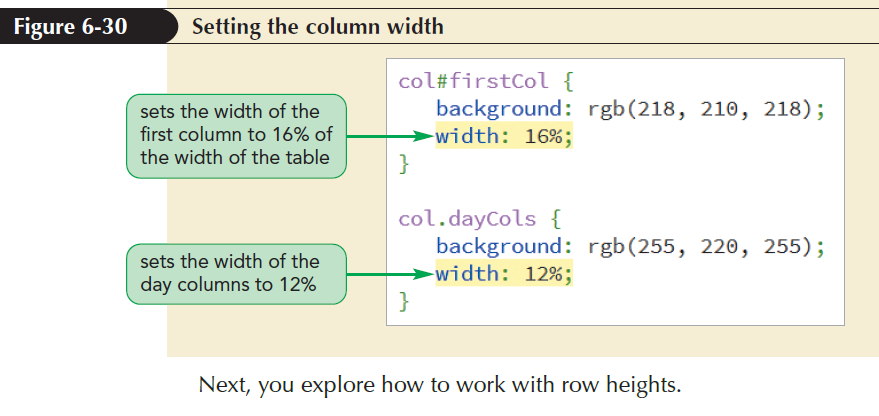 Figure 6-30 Setting the column width
sets the width of the
first column to 16% of
the width of the table
col#firstCol {
background: rgb(218, 210, 218);
width: 16%;
}
sets the width of the
day columns to 12%
col.dayCols {
background: rgb(255, 220, 255);
width: 12%;
}
Next, you explore how to work with row heights.